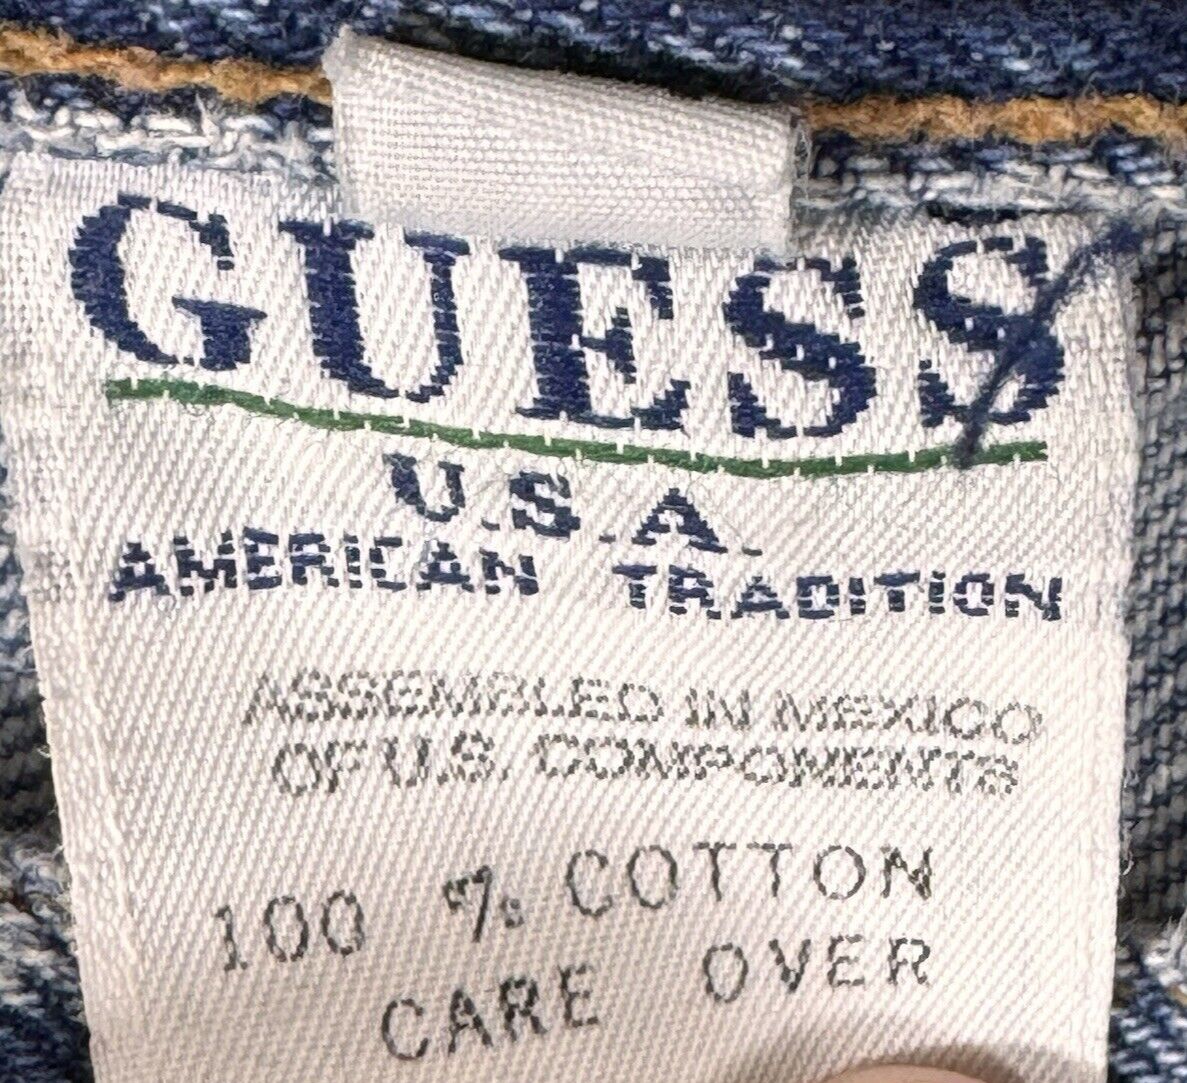 GUESS
U.S.A.
AMERICAN TRADITION
ASSEMBLED IN MEXICO
OF U.S. COMPONENTS
100 % COTTON
CARE OVER